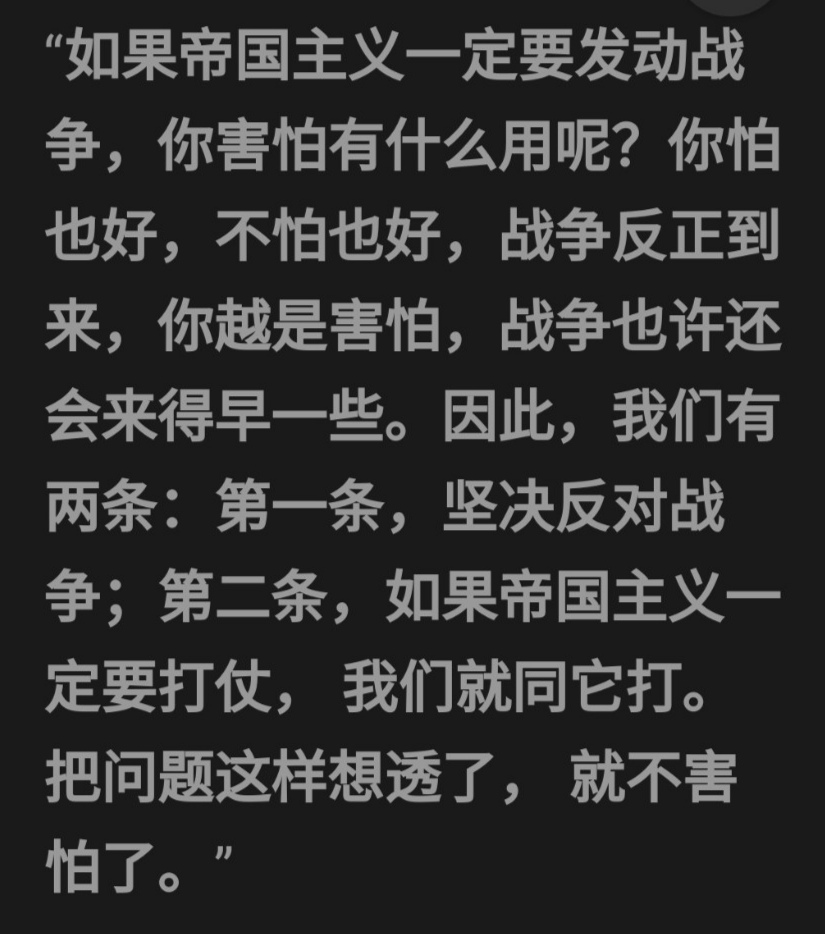 “如果帝国主义一定要发动战
争，你害怕有什么用呢？你怕
也好，不怕也好，战争反正到
来，你越是害怕，战争也许还
会来得早一些。因此，我们有
两条：第一条，坚决反对战
争；第二条，如果帝国主义一
定要打仗， 我们就同它打。
把问题这样想透了， 就不害
怕了。”